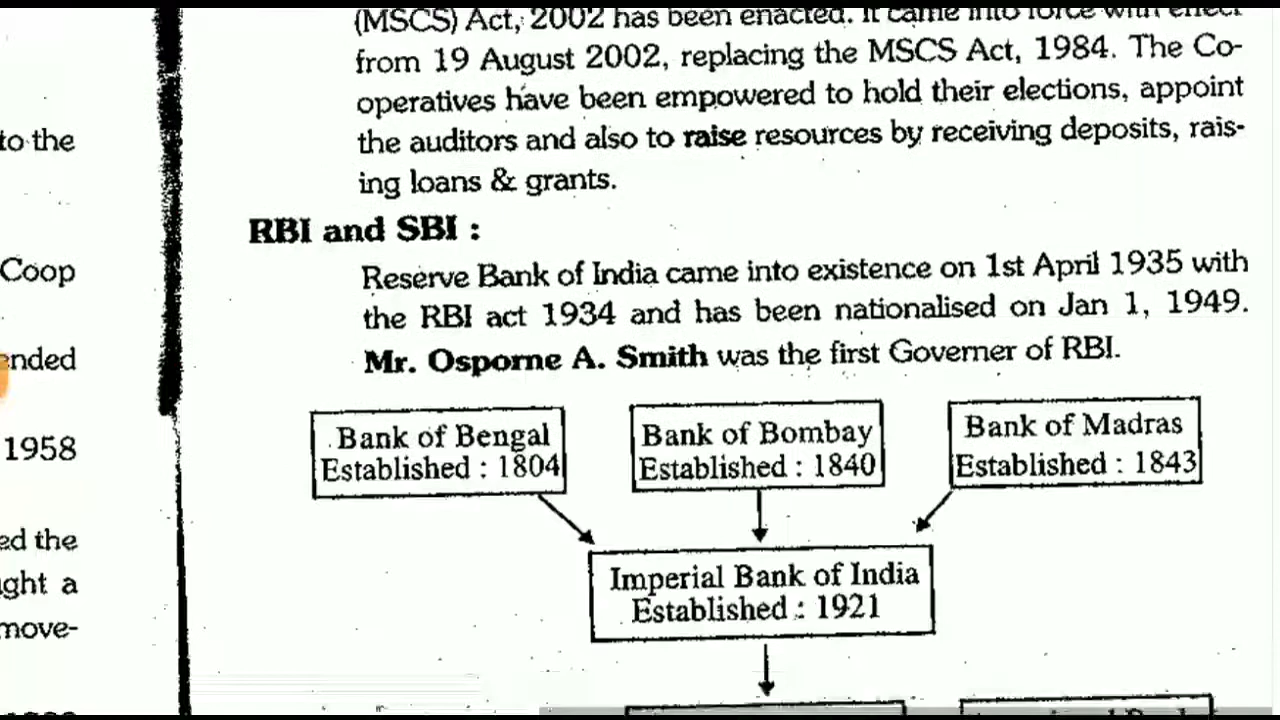 (MSCS) Act, 2002 has been enacted. It came into force with effect
from 19 August 2002, replacing the MSCS Act, 1984. The Co-
operatives have been empowered to hold their elections, appoint
the auditors and also to raise resources by receiving deposits, rais-
ing loans & grants.
RBI and SBI :
Reserve Bank of India came into existence on 1st April 1935 with
the RBI act 1934 and has been nationalised on Jan 1, 1949.
Mr. Osporne A. Smith was the first Governer of RBI.
Bank of Bengal
Established : 1804
Bank of Bombay
Established : 1840
Bank of Madras
Established : 1843
Imperial Bank of India
Established : 1921
to the
Coop
ended
1958
ed the
ght a
move-